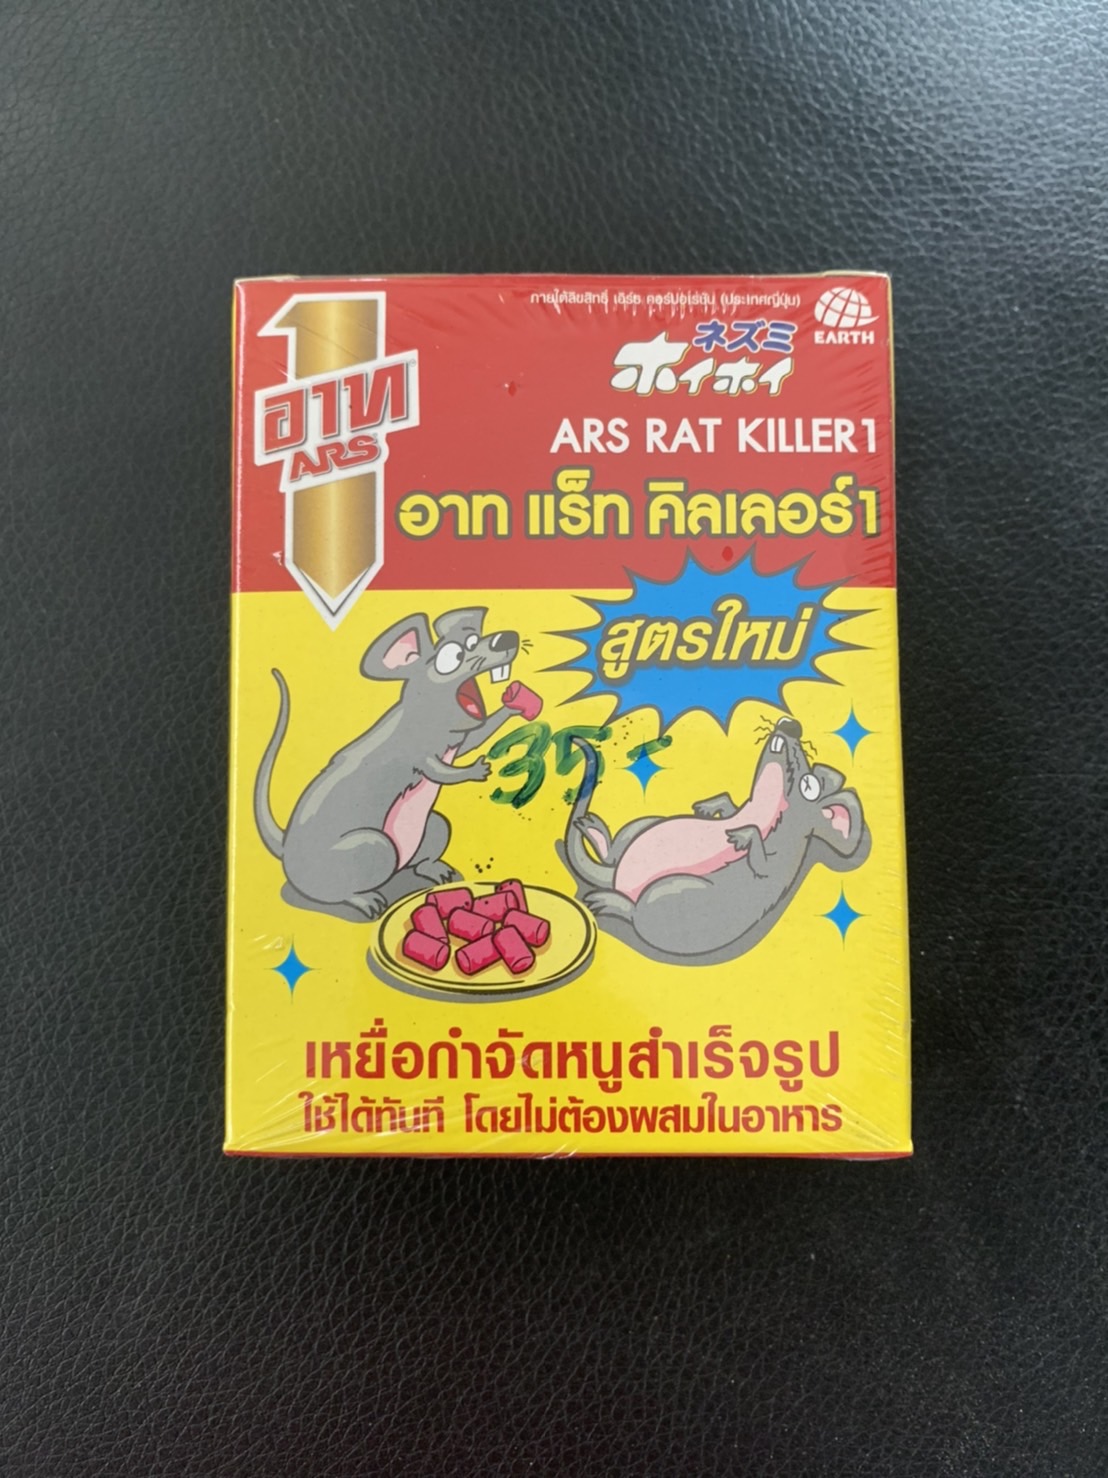 ภายใต้ลิขสิทธิ์ เอิร์ธ คอร์ปอเรชัน (ประเทศญี่ปุ่น)
EARTH
ネズミ
ホイホイ
1
อาท
ARS
ARS RAT KILLER1
อาท แร็ท คิลเลอร์1
สูตรใหม่
35-
เหยื่อกำจัดหนูสำเร็จรูป
ใช้ได้ทันที โดยไม่ต้องผสมในอาหาร